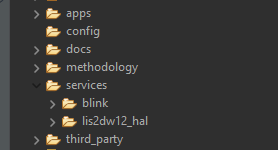 apps
config
docs
methodology
services
blink
lis2dw12_hal
third_party